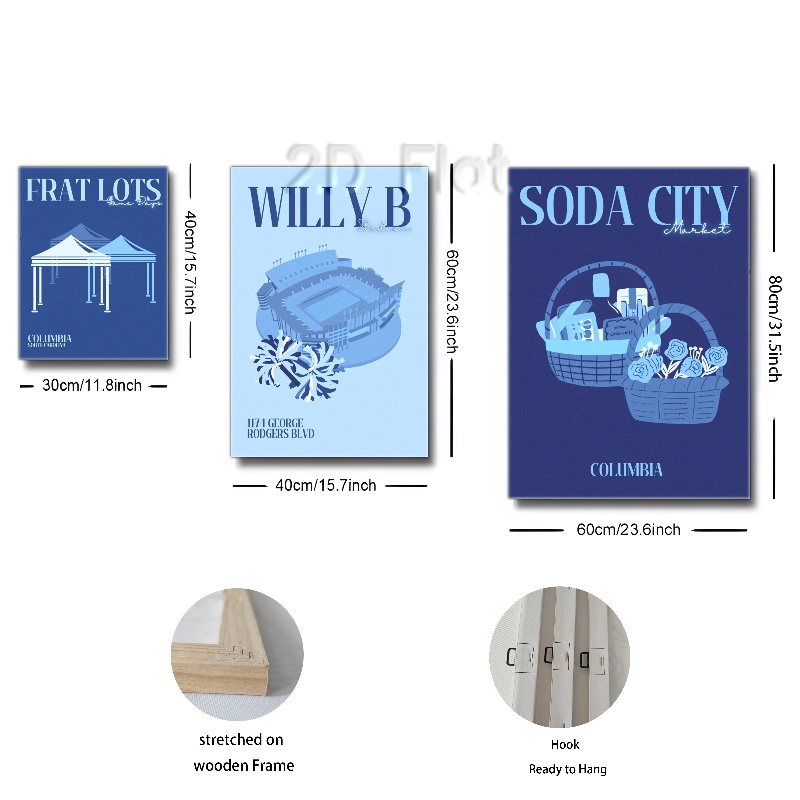 2D Flat
FRAT LOTS
Game Days
COLUMBIA
SOUTH CAROLINA
40cm/15.7inch
30cm/11.8inch
WILLY B
Stadium
1174 GEORGE
RODGERS BLVD
60cm/23.6inch
40cm/15.7inch
SODA CITY
Market
COLUMBIA
80cm/31.5inch
60cm/23.6inch
stretched on
wooden Frame
Hook
Ready to Hang